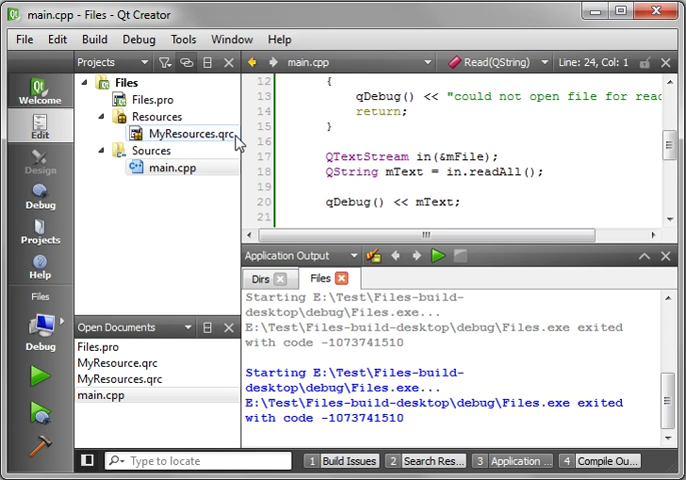 main.cpp - Files - Qt Creator
File Edit Build Debug Tools Window Help
Projects
main.cpp
Read(QString)
Line: 24, Col: 1
Qt
Welcome
Edit
Design
Debug
Projects
Help
Files
Debug
Files
Files.pro
Resources
MyResources.qrc
Sources
C++ main.cpp
12 {
13 qDebug() << "could not open file for rea
14 return;
15 }
16
17 QTextStream in(&mFile);
18 QString mText = in.readAll();
19
20 qDebug() << mText;
21
Application Output
Dirs
Files
Starting E:\Test\Files-build-
desktop\debug\Files.exe...
E:\Test\Files-build-desktop\debug\Files.exe exited
with code -1073741510
Starting E:\Test\Files-build-
desktop\debug\Files.exe...
E:\Test\Files-build-desktop\debug\Files.exe exited
with code -1073741510
Open Documents
Files.pro
MyResource.qrc
MyResources.qrc
main.cpp
Type to locate
1 Build Issues
2 Search Res...
3 Application ...
4 Compile Ou...